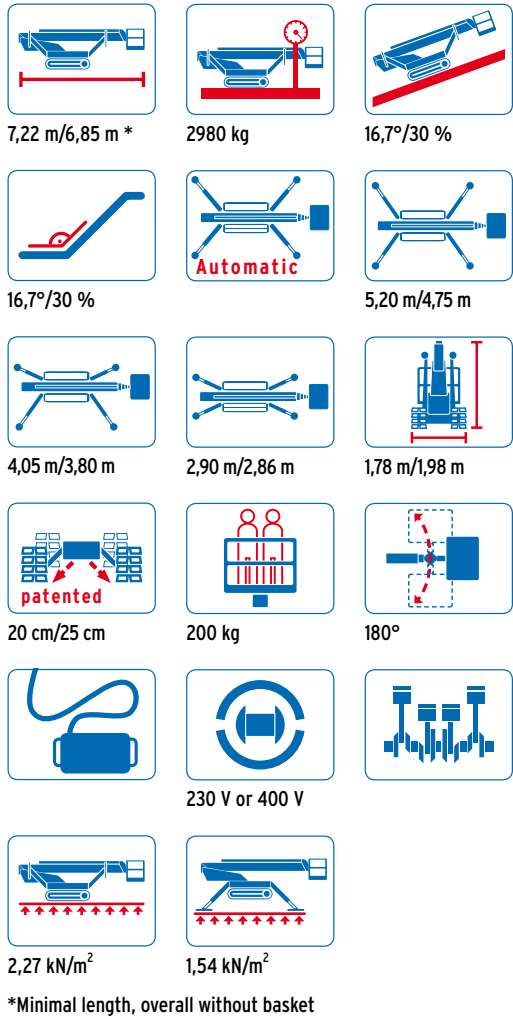 7,22 m/6,85 m *
2980 kg
16,7°/30 %
16,7°/30 %
Automatic
5,20 m/4,75 m
4,05 m/3,80 m
2,90 m/2,86 m
1,78 m/1,98 m
patented
20 cm/25 cm
200 kg
180°
230 V or 400 V
2,27 kN/m²
1,54 kN/m²
*Minimal length, overall without basket